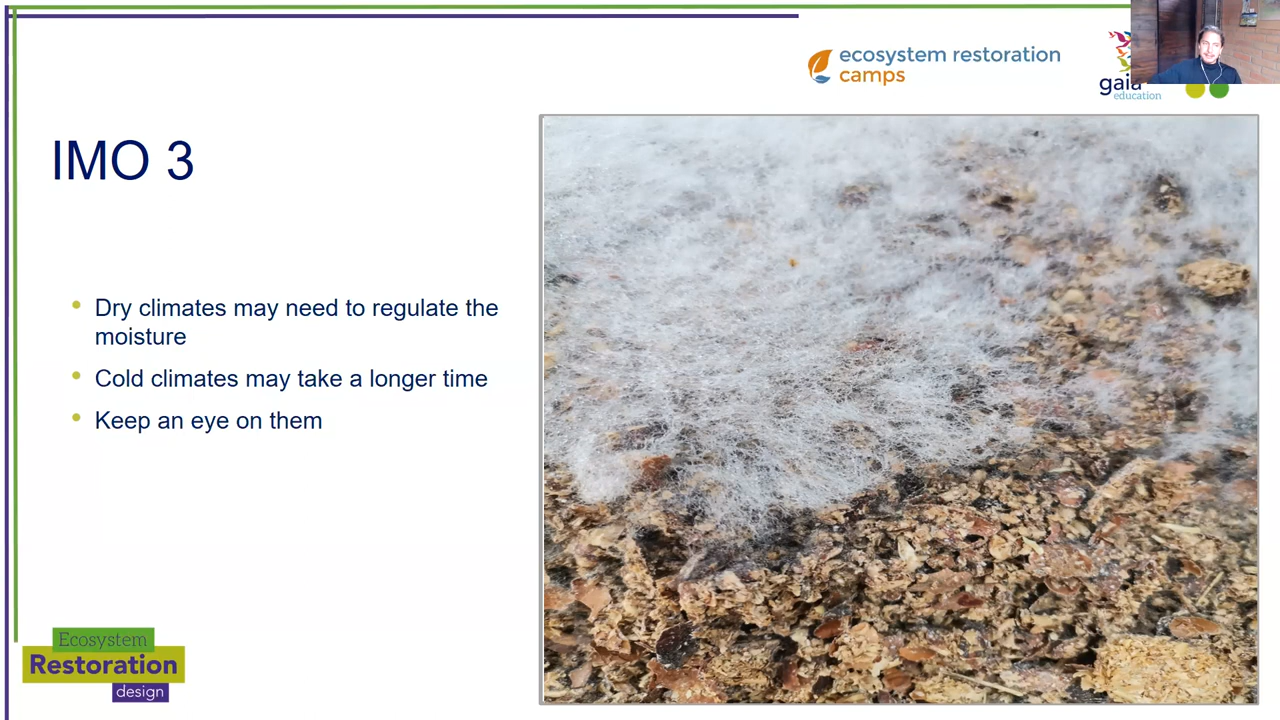 ecosystem restoration
camps
gaia
education
IMO 3
Dry climates may need to regulate the
moisture
Cold climates may take a longer time
Keep an eye on them
Ecosystem
Restoration
design